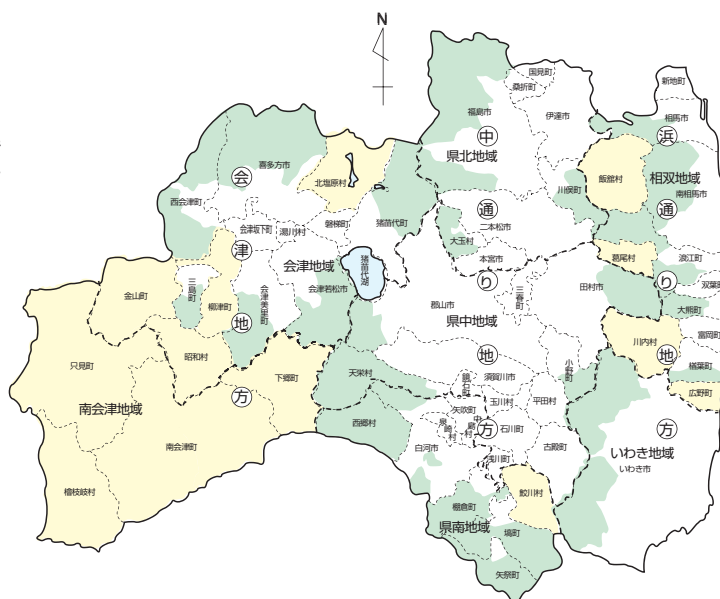 N
国見町
桑折町
新地町
福島市
伊達市
相馬市
中
浜
県北地域
喜多方市
会
北塩原村
飯舘村
相双地域
川俣町
南相馬市
西会津町
猪苗代町
通
通
磐梯町
会津坂下町
湯川村
二本松市
大玉村
津
葛尾村
本宮市
浪江町
会津地域
猪苗代湖
三島町
会津若松市
り
り
田村市
双葉町
金山町
柳津町
会津美里町
三春町
郡山市
大熊町
県中地域
地
富岡町
川内村
昭和村
地
地
只見町
小野町
楢葉町
天栄村
下郷町
鏡石町
須賀川市
広野町
方
玉川村
平田村
南会津地域
矢吹町
西郷村
泉崎村
中島村
方
石川町
方
南会津町
白河市
古殿町
いわき地域
浅川町
いわき市
檜枝岐村
鮫川村
棚倉町
県南地域
塙町
矢祭町